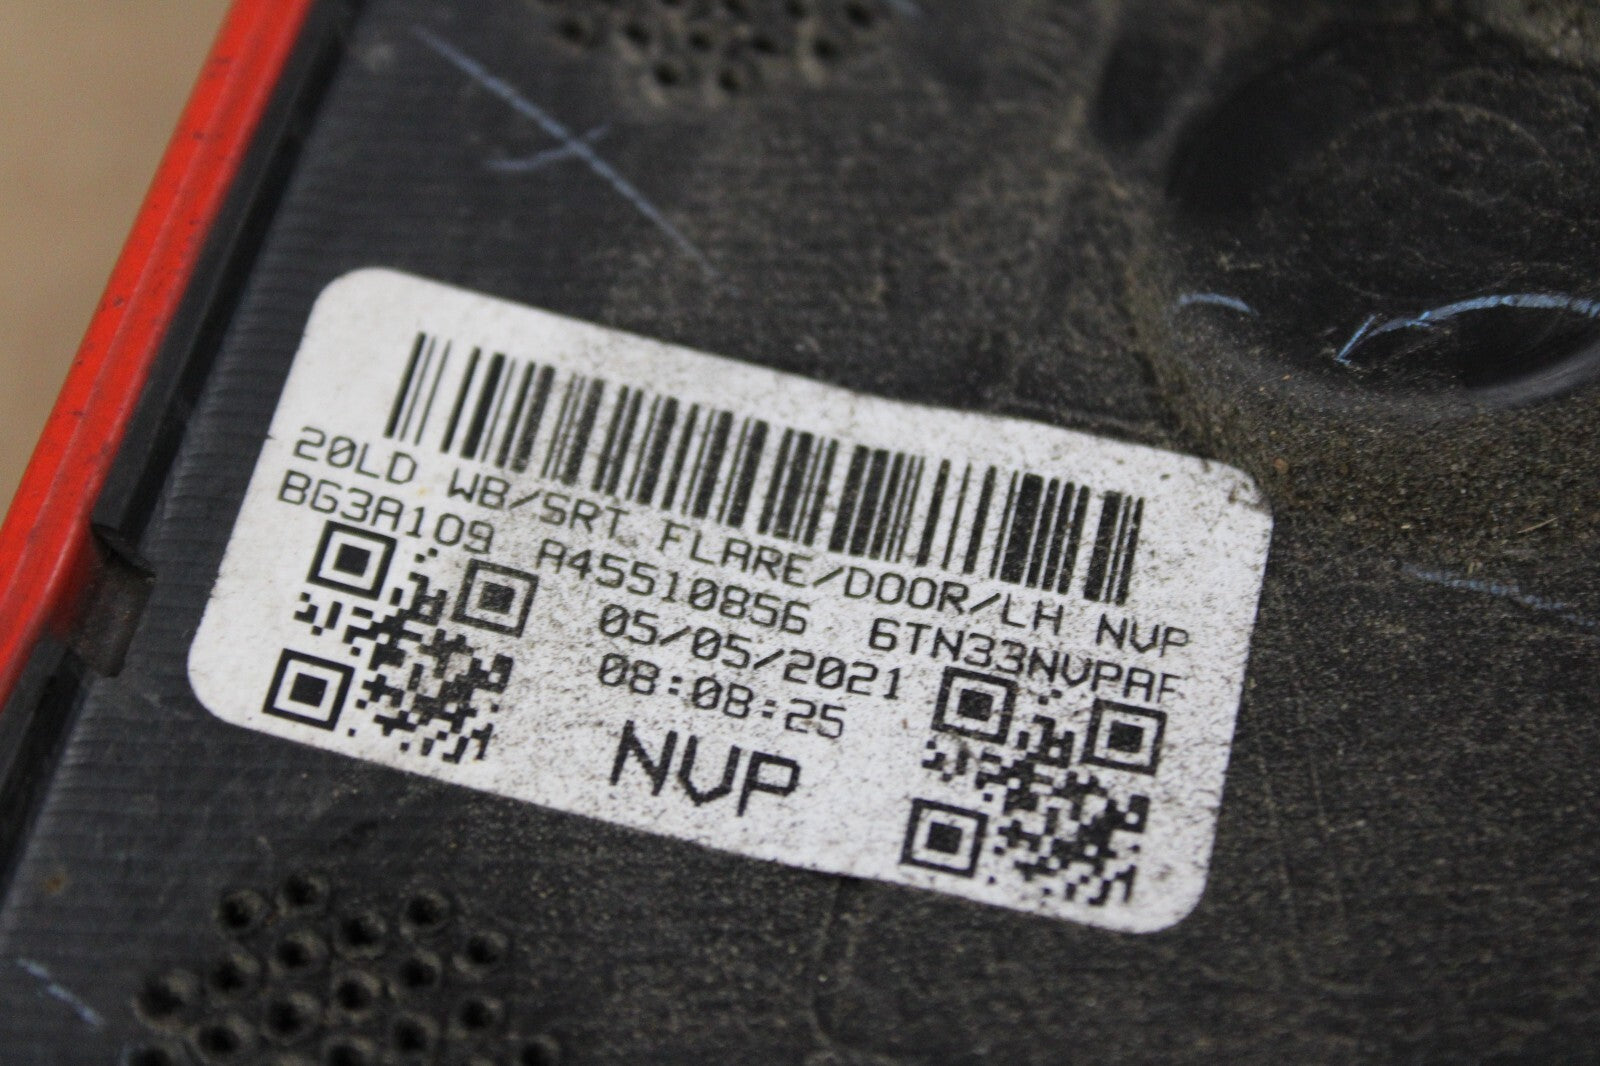 20LD WB/SRT FLARE/DOOR/LH NVP
BG3A109 A45510856 6TN33NVPAF
05/05/2021
08:08:25
NVP